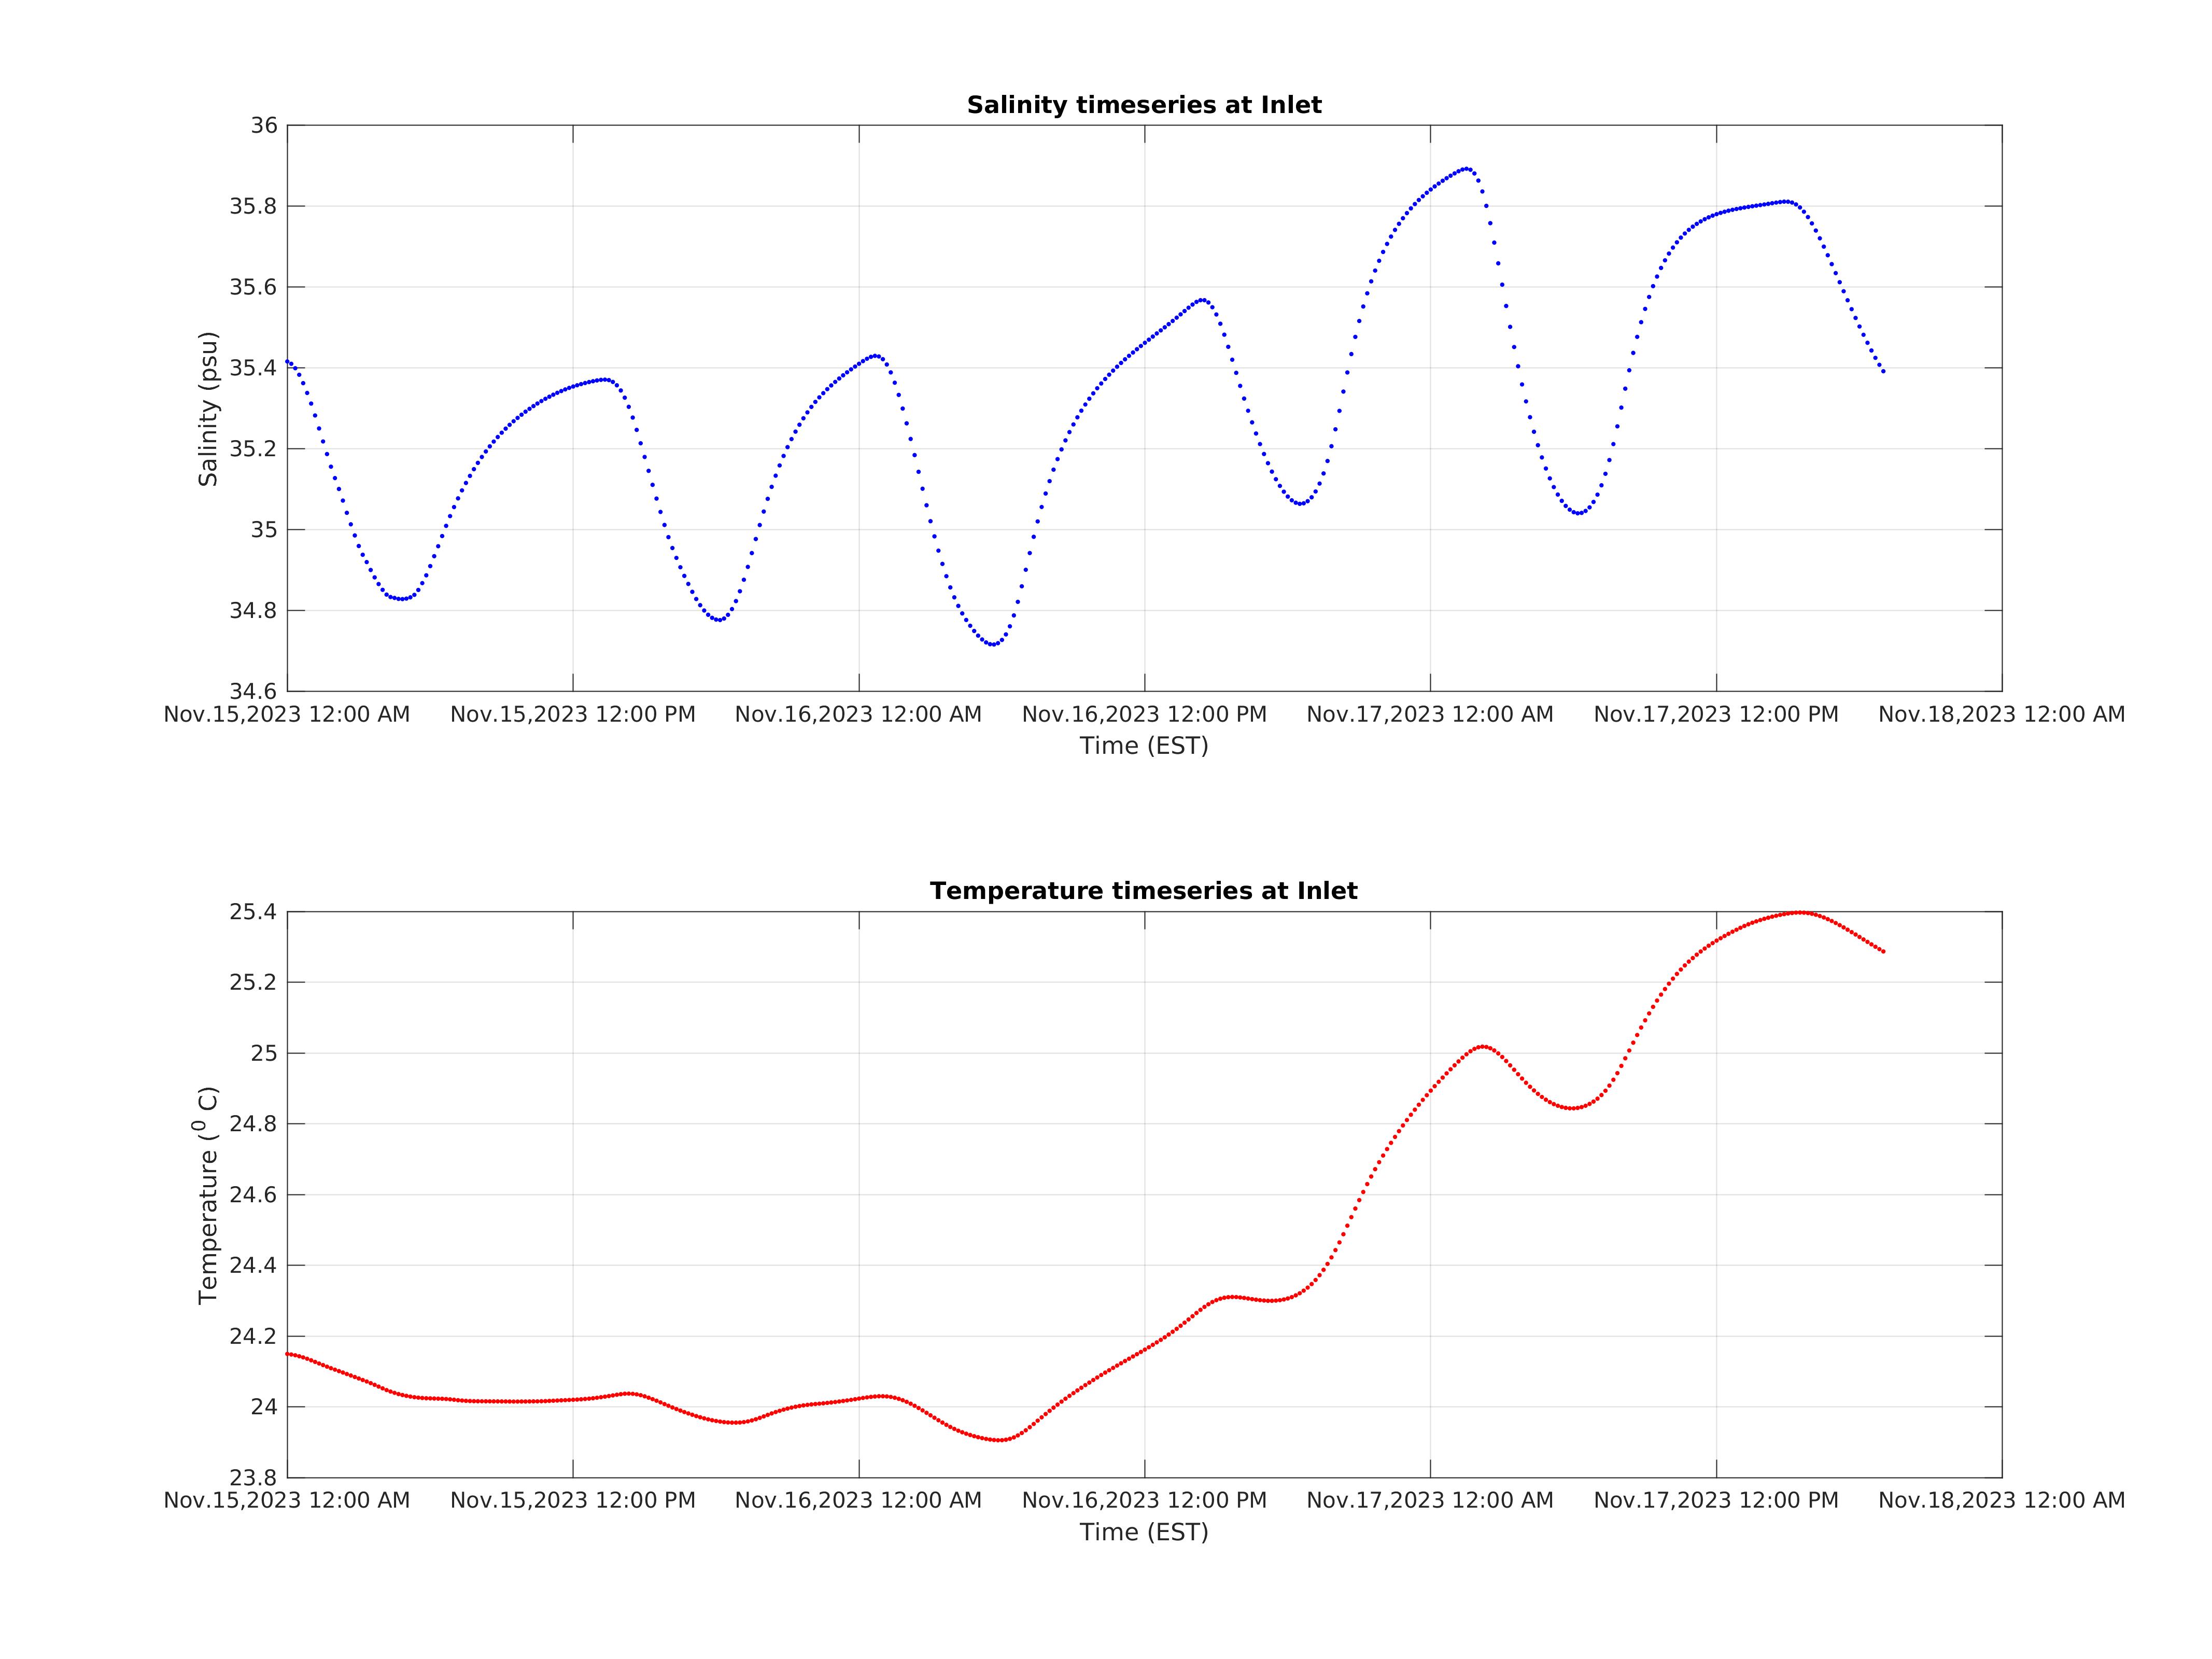 Salinity timeseries at Inlet
36
35.8
35.6
35.4
35.2
35
34.8
34.6
Salinity (psu)
Nov.15,2023 12:00 AM Nov.15,2023 12:00 PM Nov.16,2023 12:00 AM Nov.16,2023 12:00 PM Nov.17,2023 12:00 AM Nov.17,2023 12:00 PM Nov.18,2023 12:00 AM
Time (EST)
Temperature timeseries at Inlet
25.4
25.2
25
24.8
24.6
24.4
24.2
24
23.8
Temperature (⁰ C)
Nov.15,2023 12:00 AM Nov.15,2023 12:00 PM Nov.16,2023 12:00 AM Nov.16,2023 12:00 PM Nov.17,2023 12:00 AM Nov.17,2023 12:00 PM Nov.18,2023 12:00 AM
Time (EST)